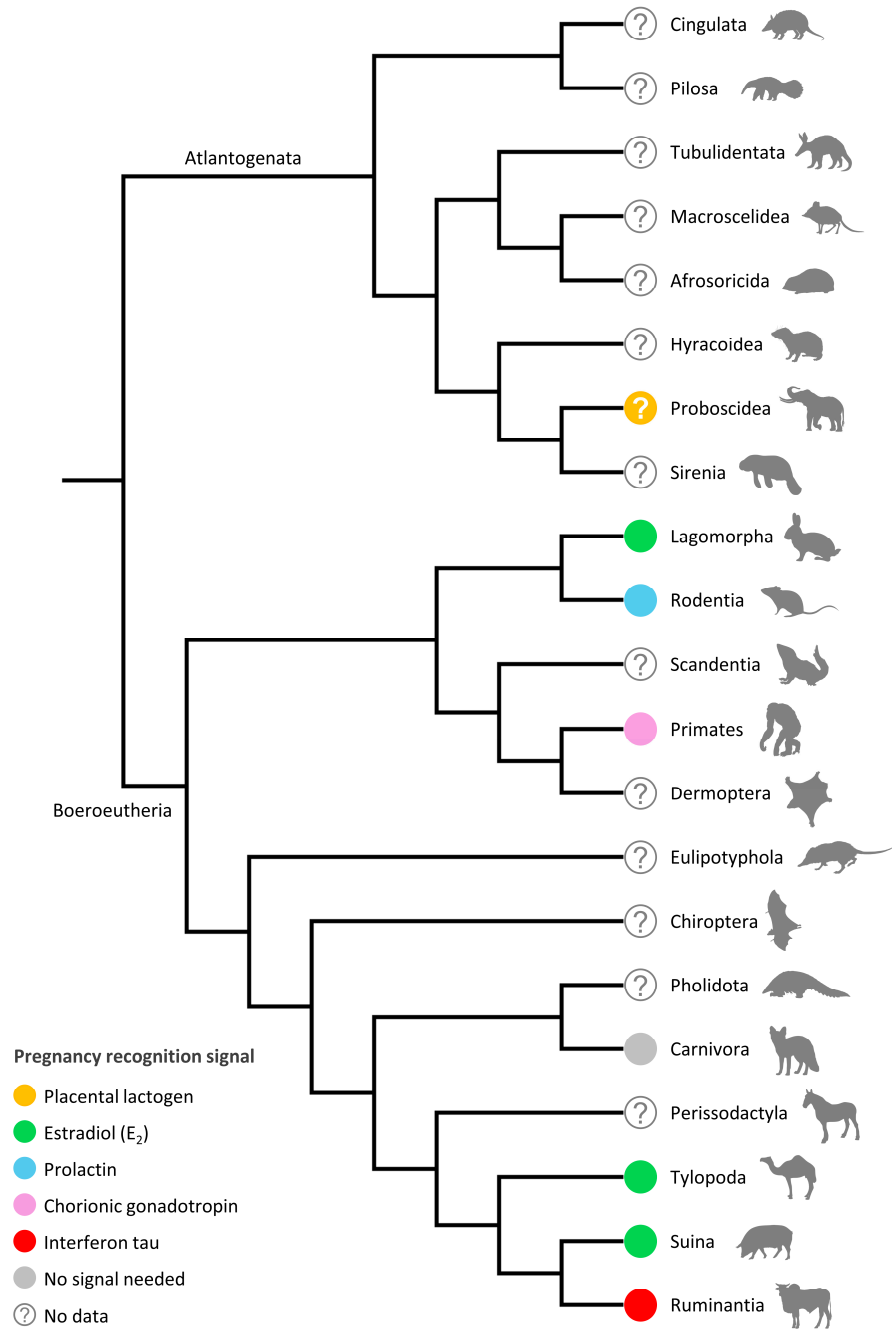 ? Cingulata
? Pilosa
Atlantogenata
? Tubulidentata
? Macroscelidea
? Afrosoricida
? Hyracoidea
? Proboscidea
? Sirenia
Lagomorpha
Rodentia
? Scandentia
Primates
? Dermoptera
Boeroeutheria
? Eulipotyphola
? Chiroptera
? Pholidota
Carnivora
? Perissodactyla
Tylopoda
Suina
Ruminantia
Pregnancy recognition signal
Placental lactogen
Estradiol (E₂)
Prolactin
Chorionic gonadotropin
Interferon tau
No signal needed
? No data